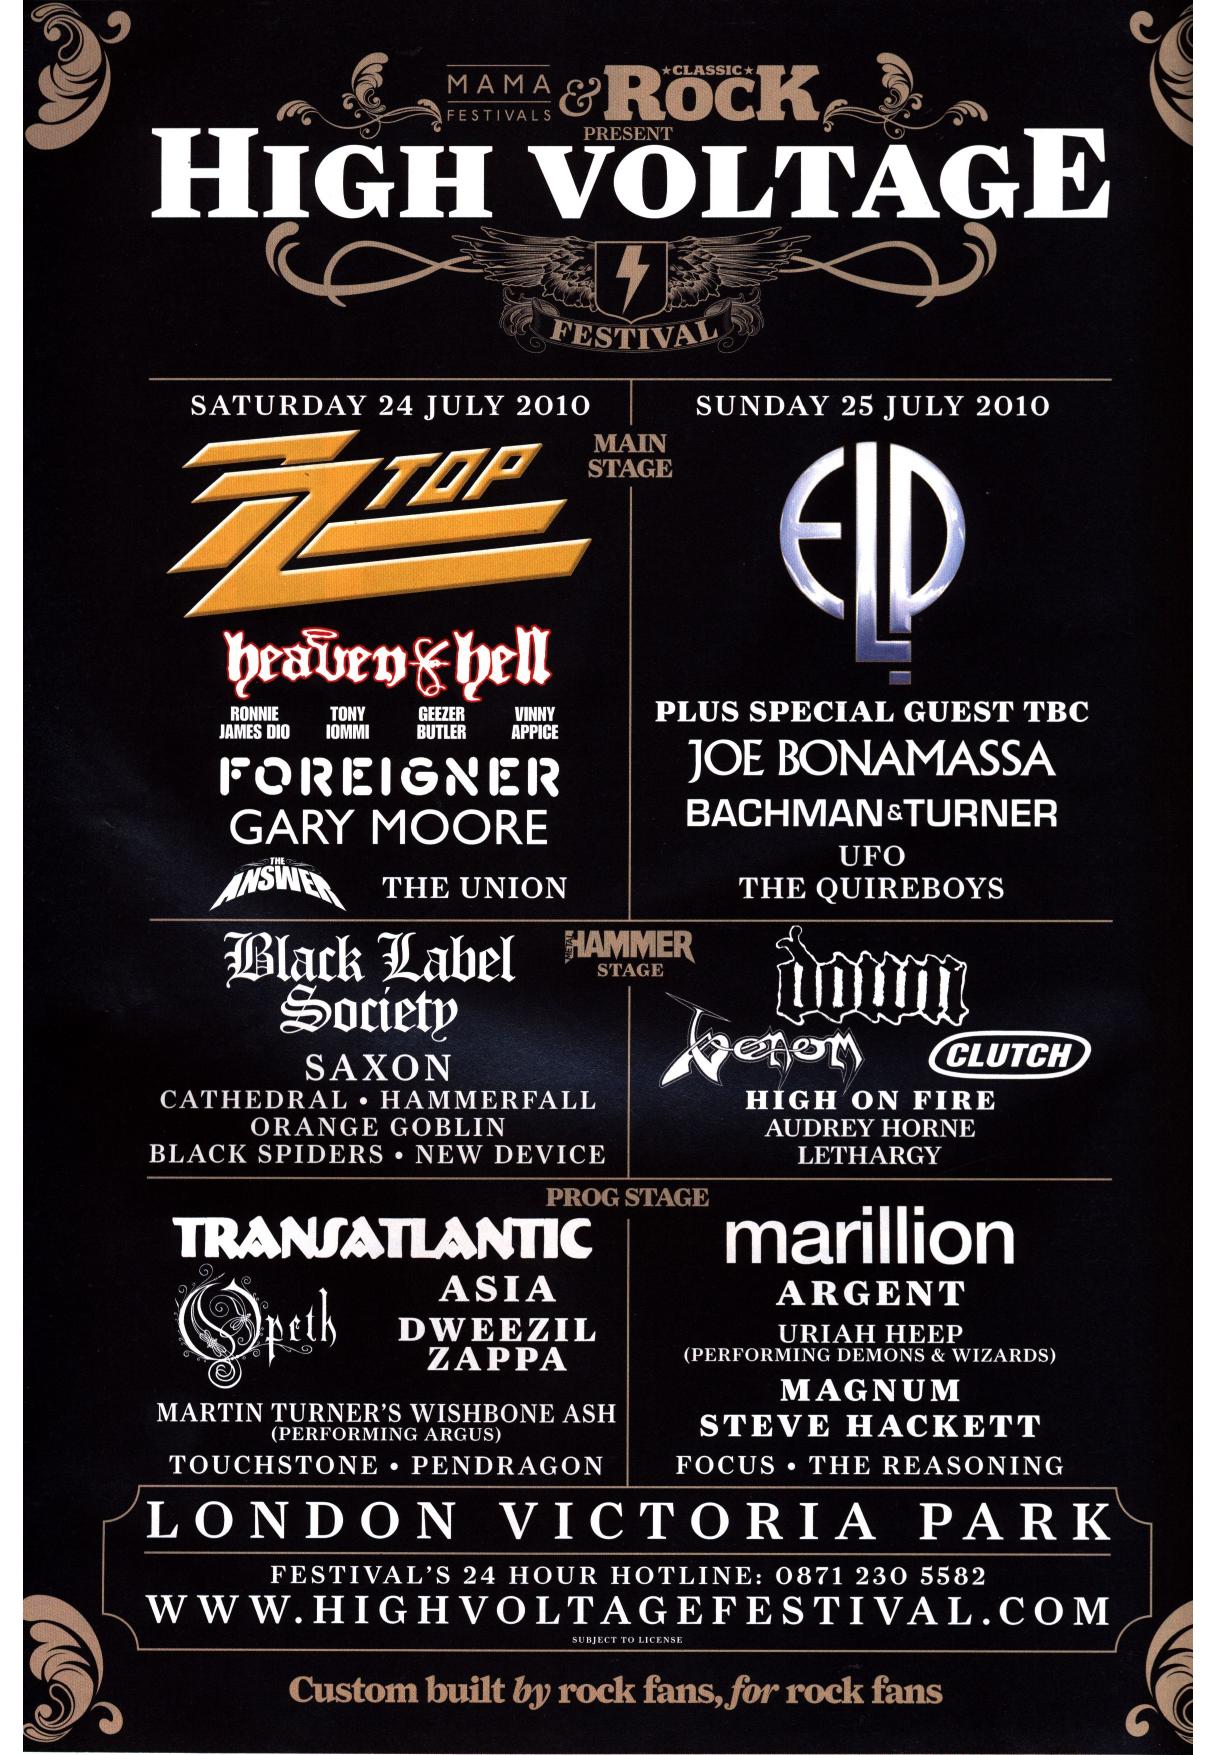 MAMA FESTIVALS & CLASSIC ROCK
PRESENT
HIGH VOLTAGE
FESTIVAL
SATURDAY 24 JULY 2010
ZZ TOP
heaven & hell
RONNIE JAMES DIO TONY IOMMI GEEZER BUTLER VINNY APPICE
FOREIGNER
GARY MOORE
THE ANSWER THE UNION
MAIN STAGE
SUNDAY 25 JULY 2010
ELP
PLUS SPECIAL GUEST TBC
JOE BONAMASSA
BACHMAN & TURNER
UFO
THE QUIREBOYS
METAL HAMMER
STAGE
Black Label
Society
SAXON
CATHEDRAL • HAMMERFALL
ORANGE GOBLIN
BLACK SPIDERS • NEW DEVICE
down
Venom CLUTCH
HIGH ON FIRE
AUDREY HORNE
LETHARGY
PROG STAGE
TRANSATLANTIC
Opeth
ASIA
DWEEZIL
ZAPPA
MARTIN TURNER'S WISHBONE ASH
(PERFORMING ARGUS)
TOUCHSTONE • PENDRAGON
marillion
ARGENT
URIAH HEEP
(PERFORMING DEMONS & WIZARDS)
MAGNUM
STEVE HACKETT
FOCUS • THE REASONING
LONDON VICTORIA PARK
FESTIVAL'S 24 HOUR HOTLINE: 0871 230 5582
WWW.HIGHVOLTAGEFESTIVAL.COM
SUBJECT TO LICENSE
Custom built by rock fans, for rock fans